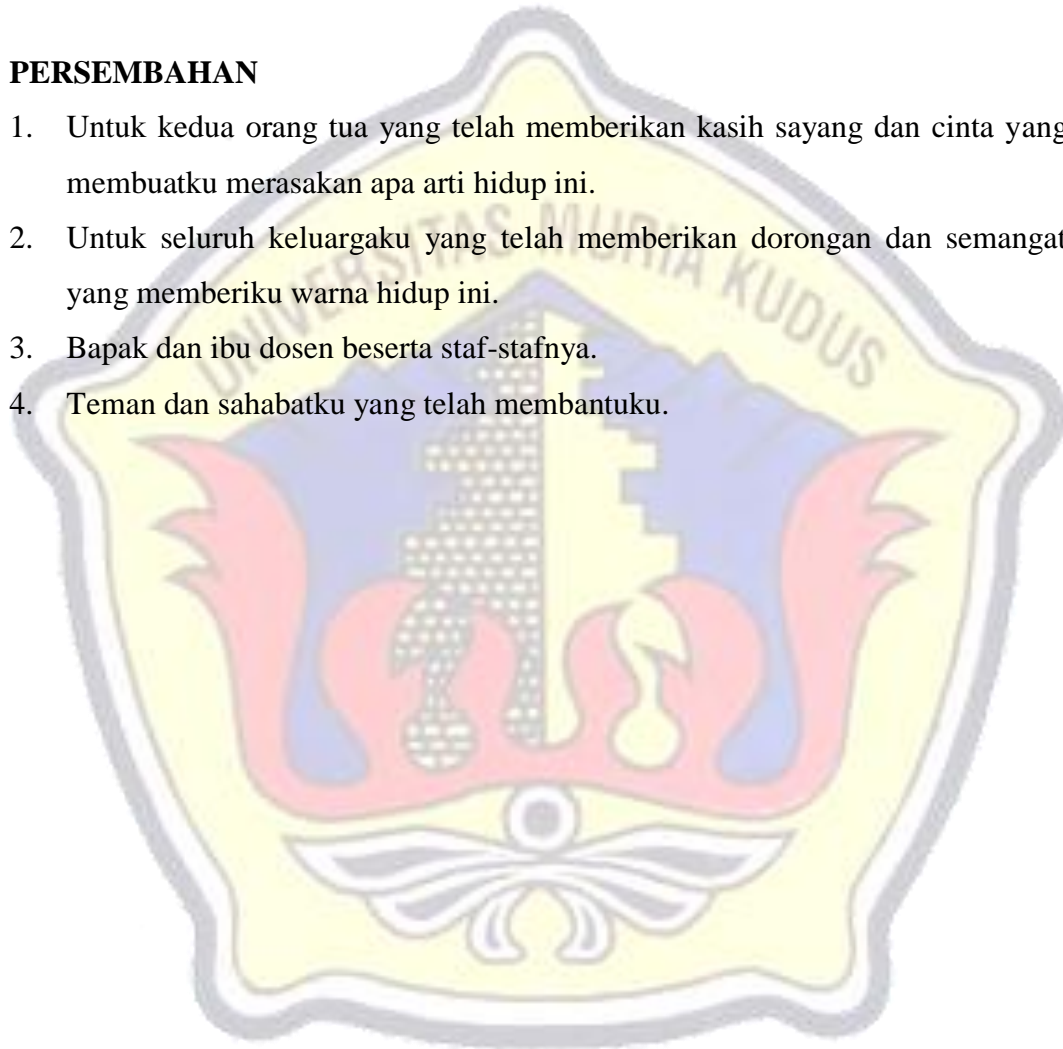 PERSEMBAHAN
1. Untuk kedua orang tua yang telah memberikan kasih sayang dan cinta yang
membuatku merasakan apa arti hidup ini.
2. Untuk seluruh keluargaku yang telah memberikan dorongan dan semangat
yang memberiku warna hidup ini.
3. Bapak dan ibu dosen beserta staf-stafnya.
4. Teman dan sahabatku yang telah membantuku.
UNIVERSITAS MURIA KUDUS